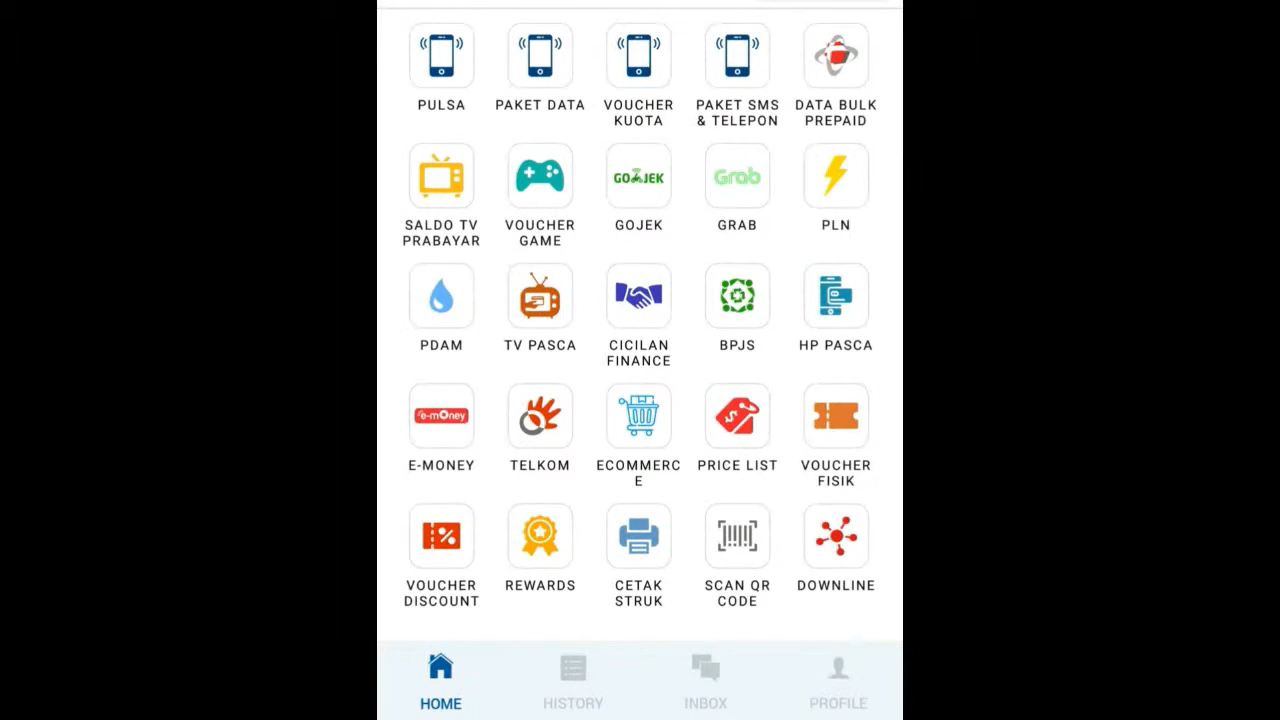 PULSA
PAKET DATA
VOUCHER
KUOTA
PAKET SMS
& TELEPON
DATA BULK
PREPAID
GOJEK
Grab
SALDO TV
PRABAYAR
VOUCHER
GAME
GOJEK
GRAB
PLN
PDAM
TV PASCA
CICILAN
FINANCE
BPJS
HP PASCA
e-mOney
E-MONEY
TELKOM
ECOMMERC
E
PRICE LIST
VOUCHER
FISIK
VOUCHER
DISCOUNT
REWARDS
CETAK
STRUK
SCAN QR
CODE
DOWNLINE
HOME
HISTORY
INBOX
PROFILE